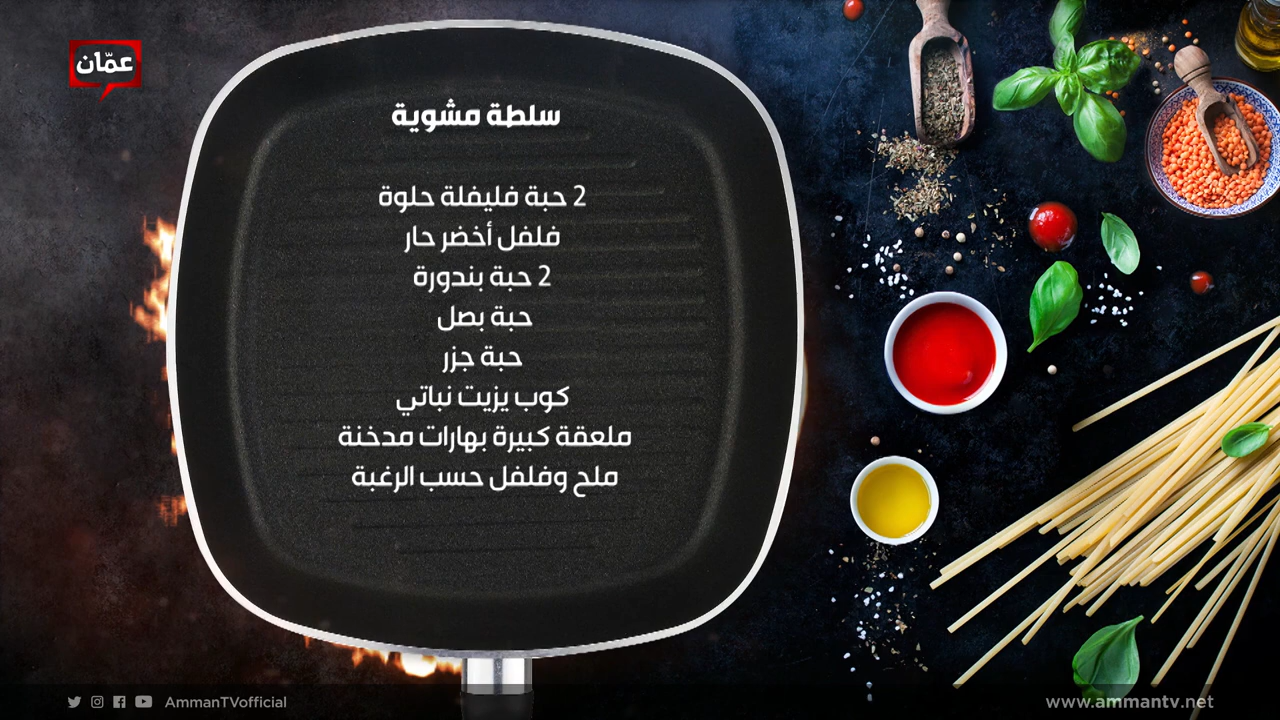 عمّان
سلطة مشوية
2 حبة فليفلة حلوة
فلفل أخضر حار
2 حبة بندورة
حبة بصل
حبة جزر
كوب يزيت نباتي
ملعقة كبيرة بهارات مدخنة
ملح وفلفل حسب الرغبة
AmmanTVofficial
www.ammantv.net